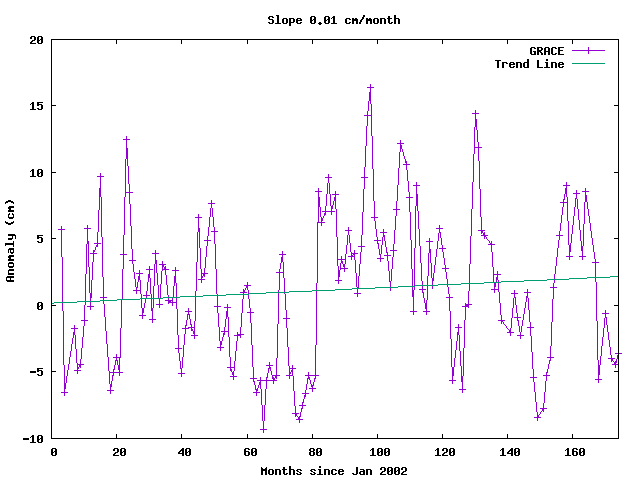 Slope 0.01 cm/month
20
GRACE
Trend Line
15
10
5
0
-5
-10
Anomaly (cm)
0 20 40 60 80 100 120 140 160
Months since Jan 2002